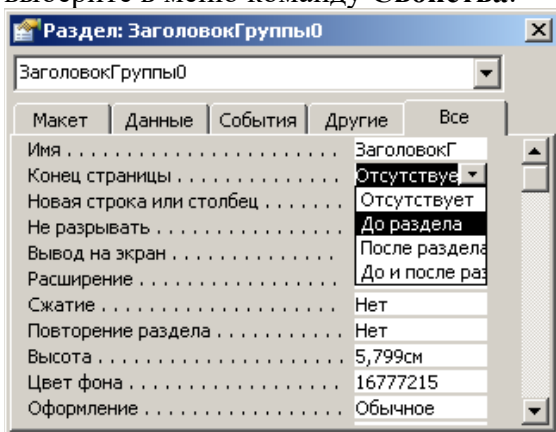 выберите в меню команду Свойства.
Раздел: ЗаголовокГруппы0
ЗаголовокГруппы0
Макет Данные События Другие Все
Имя . . . . . . . . . . . . . . . . . . . . . . . ЗаголовокГ
Конец страницы . . . . . . . . . . . . . Отсутствуе
Новая строка или столбец . . . . . . . Отсутствует
Не разрывать . . . . . . . . . . . . . . . До раздела
Вывод на экран . . . . . . . . . . . . . . После раздела
Расширение . . . . . . . . . . . . . . . . До и после раз
Сжатие . . . . . . . . . . . . . . . . . . . . Нет
Повторение раздела . . . . . . . . . . Нет
Высота . . . . . . . . . . . . . . . . . . . . 5,799см
Цвет фона . . . . . . . . . . . . . . . . . 16777215
Оформление . . . . . . . . . . . . . . . . Обычное